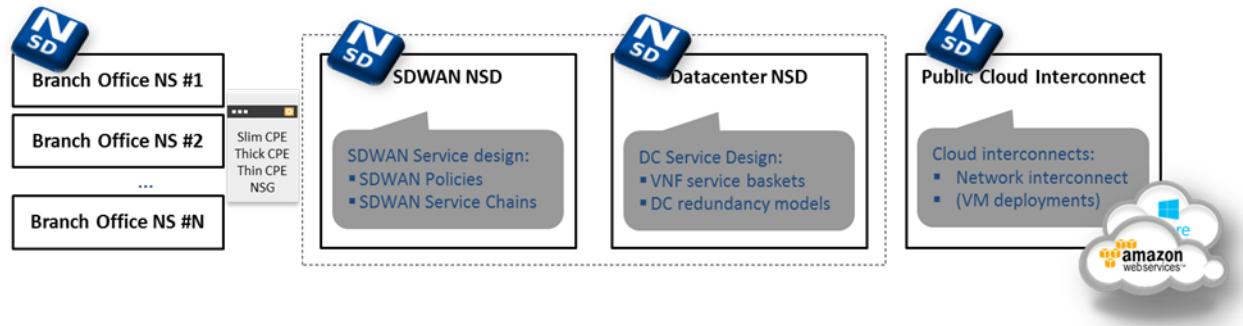 N
SD
Branch Office NS #1
Branch Office NS #2
...
Branch Office NS #N
Slim CPE
Thick CPE
Thin CPE
NSG
N
SD
SDWAN NSD
SDWAN Service design:
▪ SDWAN Policies
▪ SDWAN Service Chains
N
SD
Datacenter NSD
DC Service Design:
▪ VNF service baskets
▪ DC redundancy models
N
SD
Public Cloud Interconnect
Cloud interconnects:
▪ Network interconnect
▪ (VM deployments)
re
amazon
webservices™